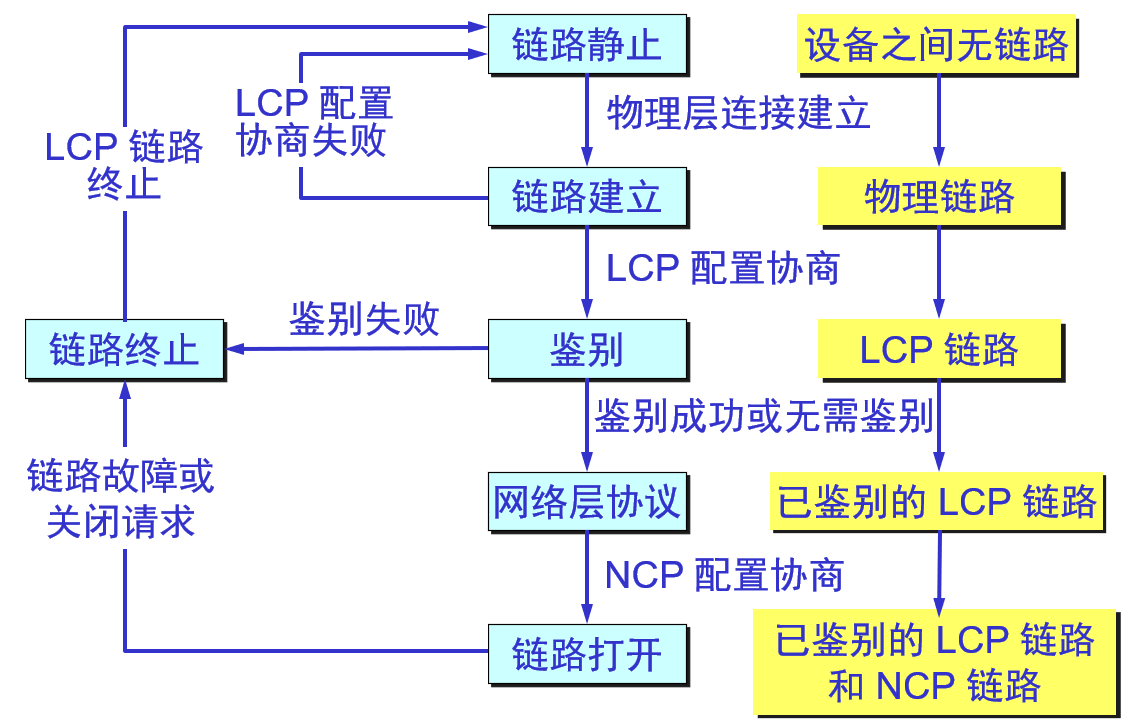 链路静止
设备之间无链路
LCP 配置
协商失败
物理层连接建立
LCP 链路
终止
链路建立
物理链路
LCP 配置协商
鉴别失败
链路终止
鉴别
LCP 链路
鉴别成功或无需鉴别
链路故障或
关闭请求
网络层协议
已鉴别的 LCP 链路
NCP 配置协商
链路打开
已鉴别的 LCP 链路
和 NCP 链路